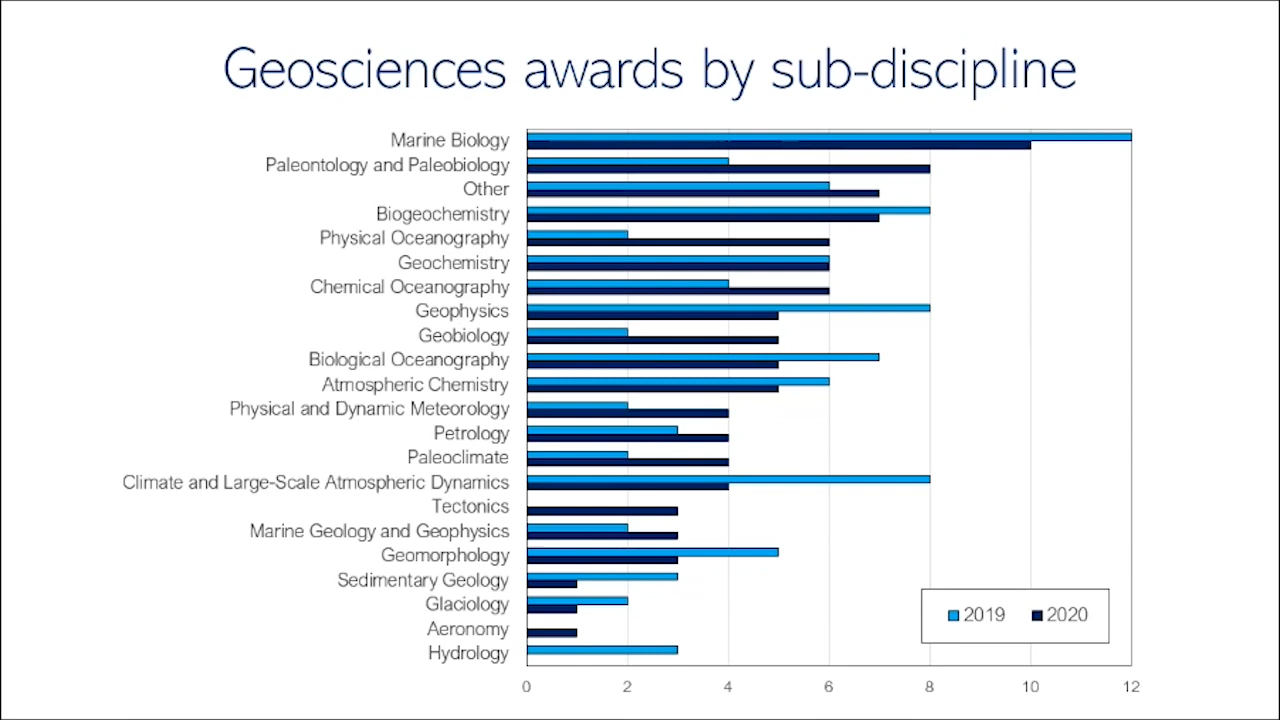 Geosciences awards by sub-discipline
Marine Biology
Paleontology and Paleobiology
Other
Biogeochemistry
Physical Oceanography
Geochemistry
Chemical Oceanography
Geophysics
Geobiology
Biological Oceanography
Atmospheric Chemistry
Physical and Dynamic Meteorology
Petrology
Paleoclimate
Climate and Large-Scale Atmospheric Dynamics
Tectonics
Marine Geology and Geophysics
Geomorphology
Sedimentary Geology
Glaciology
Aeronomy
Hydrology
2019 2020
0 2 4 6 8 10 12